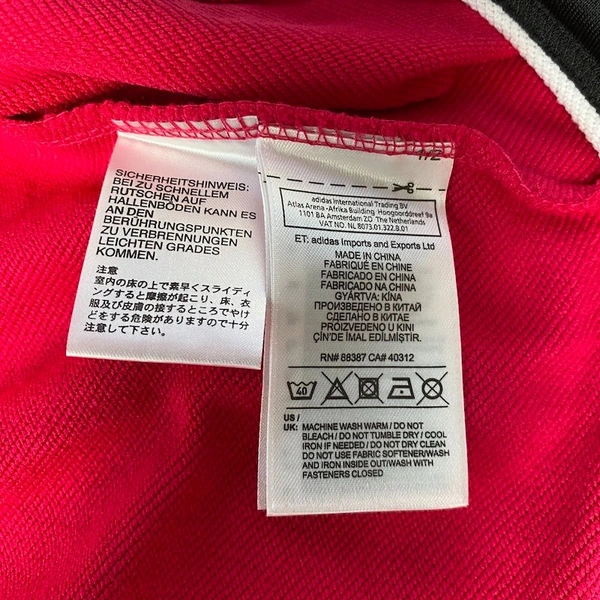 SICHERHEITSHINWEIS:
BEI ZU SCHNELLEM
RUTSCHEN AUF
HALLENBÖDEN KANN ES
AN DEN
BERÜHRUNGSPUNKTEN
ZU VERBRENNUNGEN
LEICHTEN GRADES
KOMMEN.
注意
室内の床の上で素早くスライディ
ングすると摩擦が起こり、床、衣
服及び皮膚の接するところでやけ
どをする危険がありますので十分
注意して下さい。
1/2
adidas International Trading BV
Atlas Arena -Afrika Building Hoogoorddreef 9a
1101 BA Amsterdam ZO The Netherlands
VAT NO. NL 8073.01.322.B.01
ET: adidas Imports and Exports Ltd
MADE IN CHINA
FABRIQUÉ EN CHINE
FABRICADO EN CHINA
FABRICADO NA CHINA
GYÁRTVA: KÍNA
ПРОИЗВЕДЕНО В КИТАЙ
СДЕЛАНО В КИТАЕ
PROIZVEDENO U KINI
ÇİN'DE İMAL EDİLMİŞTİR.
RN# 88387 CA# 40312
40
US /
UK: MACHINE WASH WARM / DO NOT
BLEACH / DO NOT TUMBLE DRY / COOL
IRON IF NEEDED / DO NOT DRY CLEAN
DO NOT USE FABRIC SOFTENER/WASH
AND IRON INSIDE OUT/WASH WITH
FASTENERS CLOSED